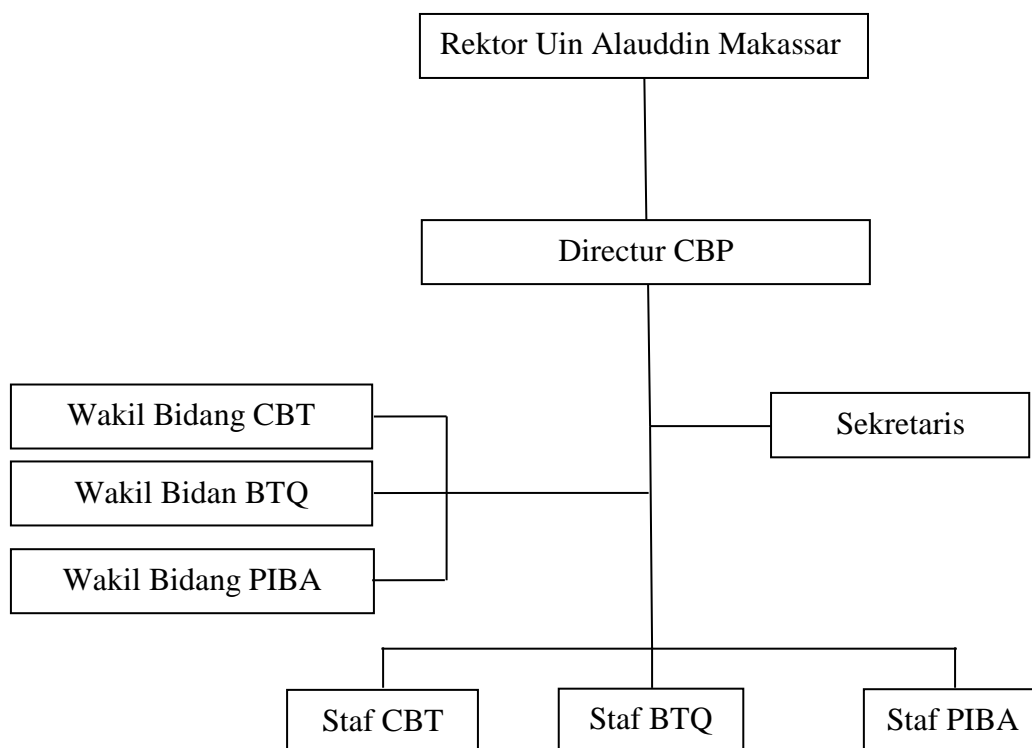 Rektor Uin Alauddin Makassar
Directur CBP
Wakil Bidang CBT
Sekretaris
Wakil Bidan BTQ
Wakil Bidang PIBA
Staf CBT
Staf BTQ
Staf PIBA